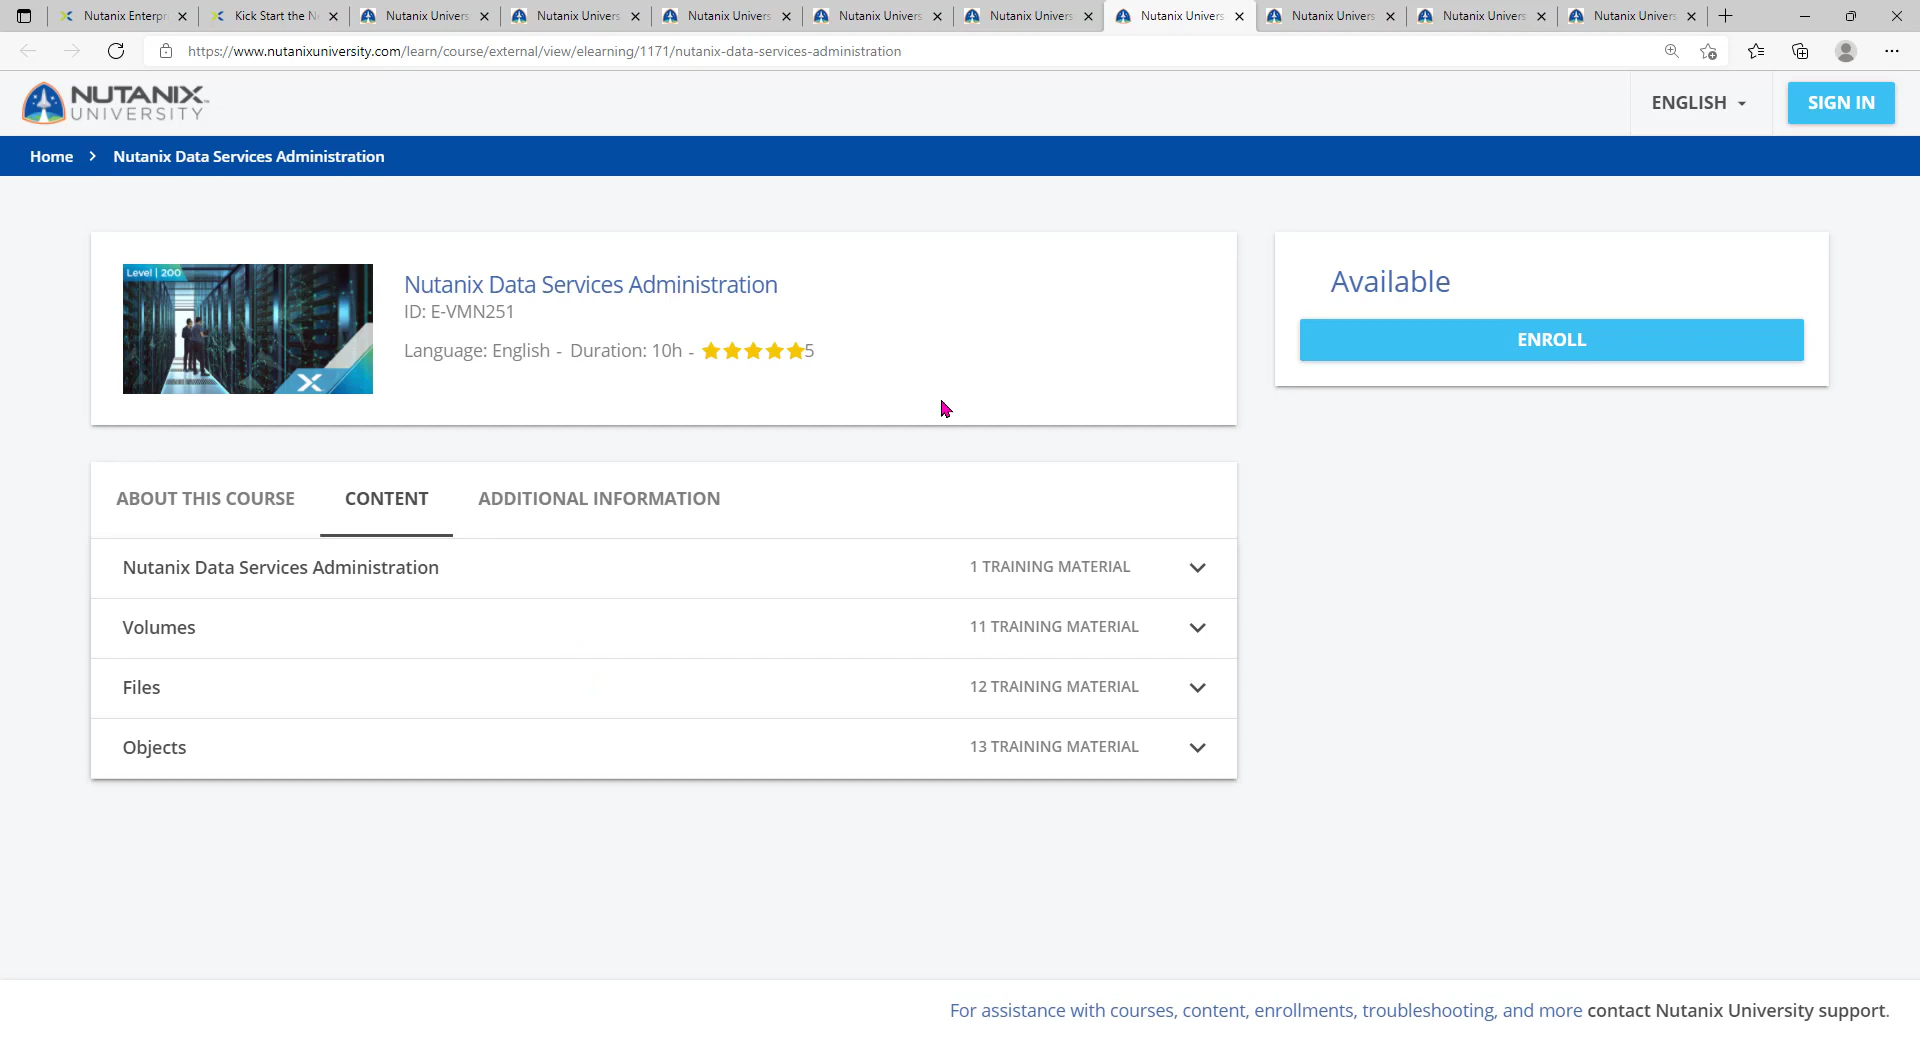 Nutanix Enterpr
Kick Start the N
Nutanix Univers
Nutanix Univers
Nutanix Univers
Nutanix Univers
Nutanix Univers
Nutanix Univers
Nutanix Univers
Nutanix Univers
Nutanix Univers
https://www.nutanixuniversity.com/learn/course/external/view/elearning/1171/nutanix-data-services-administration
NUTANIX
UNIVERSITY
ENGLISH
SIGN IN
Home > Nutanix Data Services Administration
Level | 200
Nutanix Data Services Administration
ID: E-VMN251
Language: English - Duration: 10h - 5
Available
ENROLL
ABOUT THIS COURSE CONTENT ADDITIONAL INFORMATION
Nutanix Data Services Administration 1 TRAINING MATERIAL
Volumes 11 TRAINING MATERIAL
Files 12 TRAINING MATERIAL
Objects 13 TRAINING MATERIAL
For assistance with courses, content, enrollments, troubleshooting, and more contact Nutanix University support.